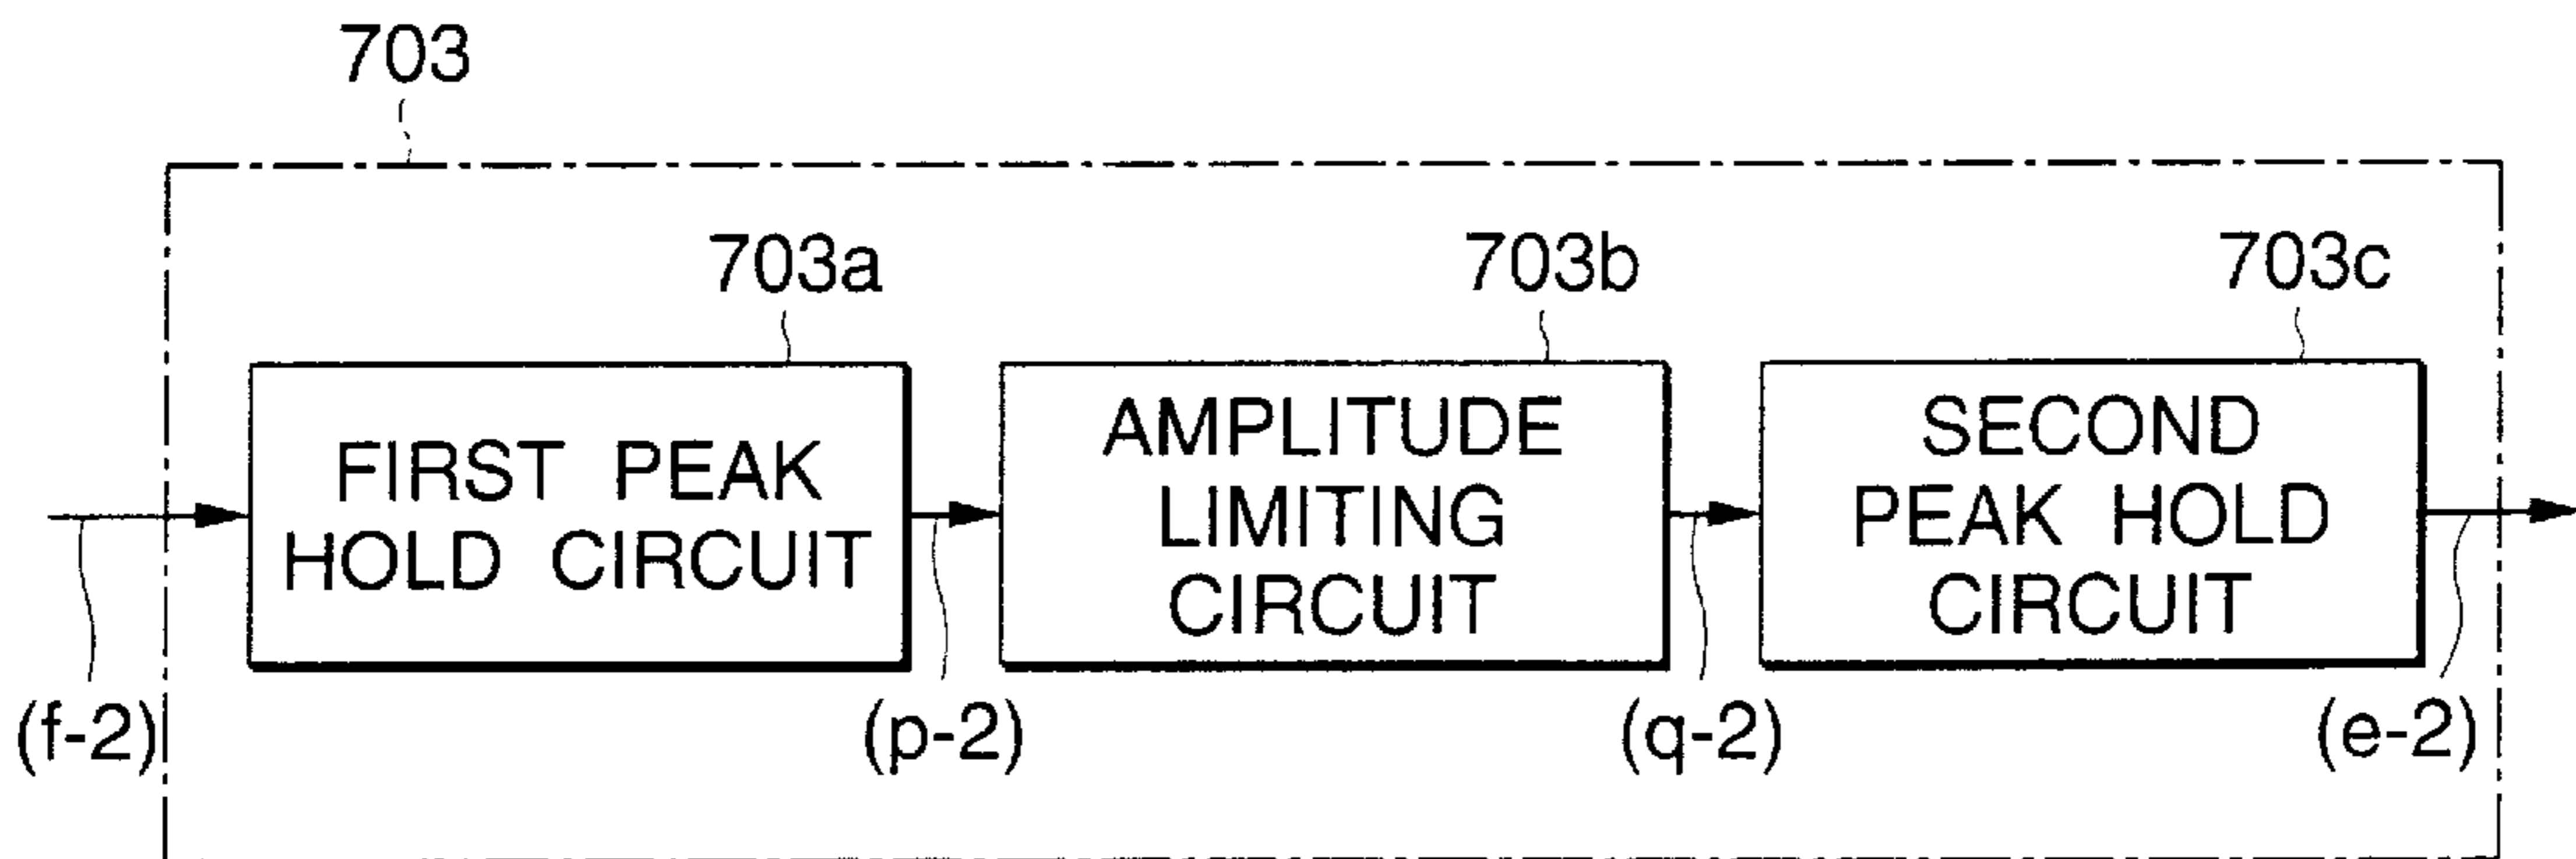 703
703a
703b
703c
FIRST PEAK
HOLD CIRCUIT
AMPLITUDE
LIMITING
CIRCUIT
SECOND
PEAK HOLD
CIRCUIT
(f-2)
(p-2)
(q-2)
(e-2)